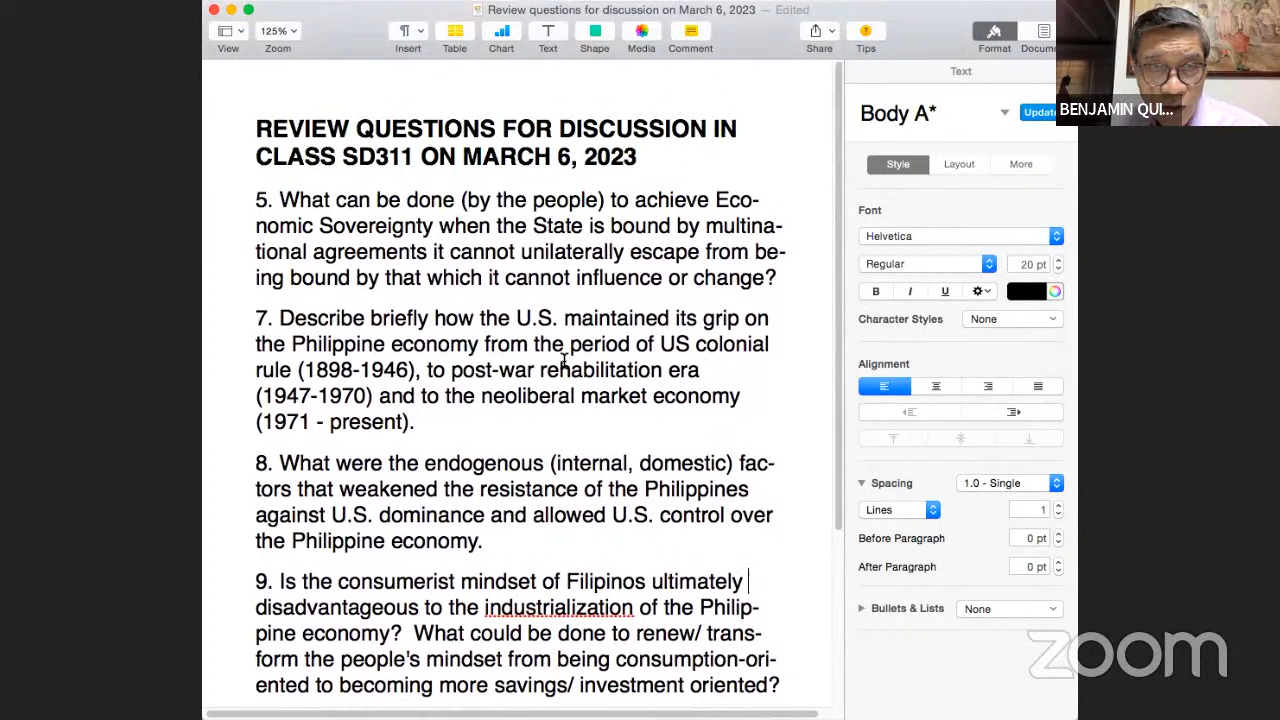 Review questions for discussion on March 6, 2023 — Edited
125%
View
Zoom
Insert
Table
Chart
Text
Shape
Media
Comment
Share
Tips
Format
Docume
BENJAMIN QUI...
Text
Body A*
Update
Style
Layout
More
Font
Helvetica
Regular
20 pt
B
I
U
Character Styles
None
Alignment
Spacing
1.0 - Single
Lines
1
Before Paragraph
0 pt
After Paragraph
0 pt
Bullets & Lists
None
REVIEW QUESTIONS FOR DISCUSSION IN
CLASS SD311 ON MARCH 6, 2023
5. What can be done (by the people) to achieve Eco-
nomic Sovereignty when the State is bound by multina-
tional agreements it cannot unilaterally escape from be-
ing bound by that which it cannot influence or change?
7. Describe briefly how the U.S. maintained its grip on
the Philippine economy from the period of US colonial
rule (1898-1946), to post-war rehabilitation era
(1947-1970) and to the neoliberal market economy
(1971 - present).
8. What were the endogenous (internal, domestic) fac-
tors that weakened the resistance of the Philippines
against U.S. dominance and allowed U.S. control over
the Philippine economy.
9. Is the consumerist mindset of Filipinos ultimately
disadvantageous to the industrialization of the Philip-
pine economy? What could be done to renew/ trans-
form the people's mindset from being consumption-ori-
ented to becoming more savings/ investment oriented?
zoom